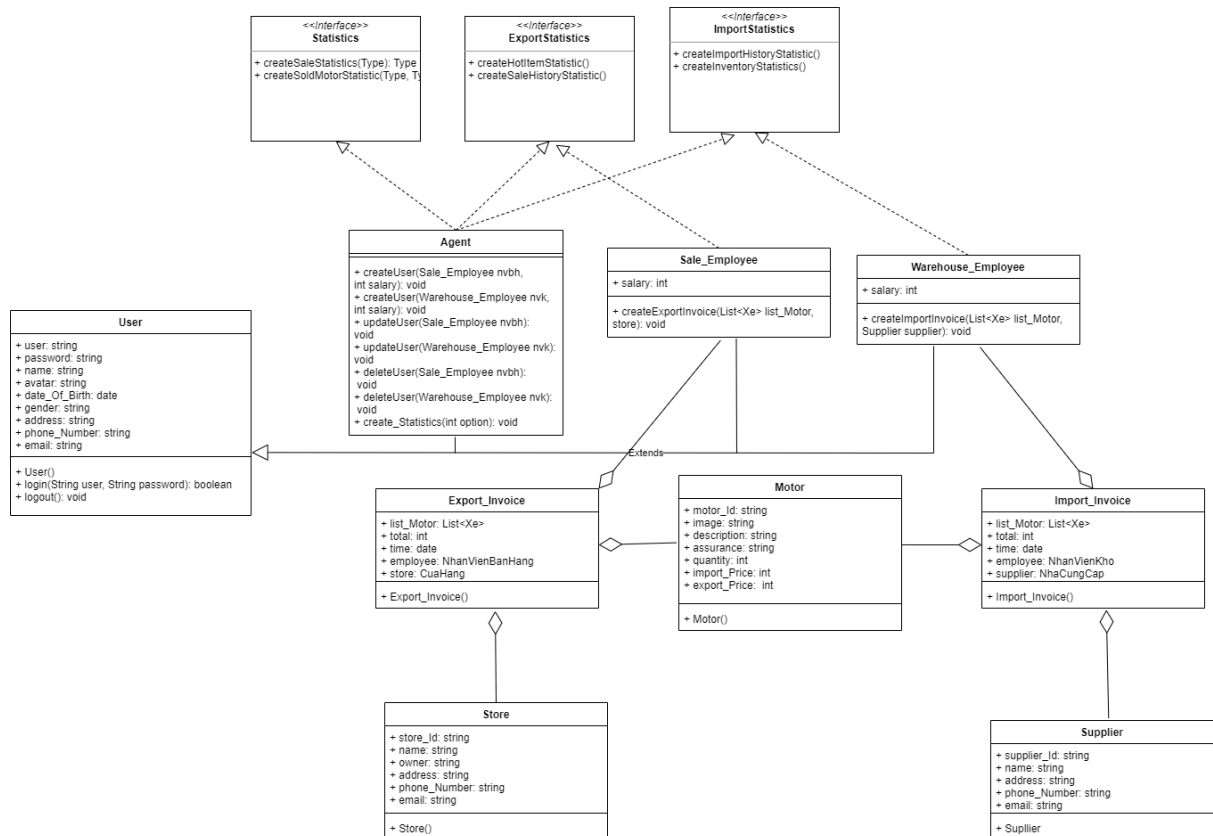 <<Interface>>
Statistics
+ createSaleStatistics(Type): Type
+ createSoldMotorStatistic(Type, Ty
<<Interface>>
ExportStatistics
+ createHotItemStatistic()
+ createSaleHistoryStatistic()
<<Interface>>
ImportStatistics
+ createImportHistoryStatistic()
+ createInventoryStatistics()
Agent
+ createUser(Sale_Employee nvbh,
int salary): void
+ createUser(Warehouse_Employee nvk,
int salary): void
+ updateUser(Sale_Employee nvbh):
void
+ updateUser(Warehouse_Employee nvk):
void
+ deleteUser(Sale_Employee nvbh):
void
+ deleteUser(Warehouse_Employee nvk):
void
+ create_Statistics(int option): void
Sale_Employee
+ salary: int
+ createExportInvoice(List<Xe> list_Motor,
store): void
Warehouse_Employee
+ salary: int
+ createImportInvoice(List<Xe> list_Motor,
Supplier supplier): void
User
+ user: string
+ password: string
+ name: string
+ avatar: string
+ date_Of_Birth: date
+ gender: string
+ address: string
+ phone_Number: string
+ email: string
+ User()
+ login(String user, String password): boolean
+ logout(): void
Extends
Export_Invoice
+ list_Motor: List<Xe>
+ total: int
+ time: date
+ employee: NhanVienBanHang
+ store: CuaHang
+ Export_Invoice()
Motor
+ motor_Id: string
+ image: string
+ description: string
+ assurance: string
+ quantity: int
+ import_Price: int
+ export_Price: int
+ Motor()
Import_Invoice
+ list_Motor: List<Xe>
+ total: int
+ time: date
+ employee: NhanVienKho
+ supplier: NhaCungCap
+ Import_Invoice()
Store
+ store_Id: string
+ name: string
+ owner: string
+ address: string
+ phone_Number: string
+ email: string
+ Store()
Supplier
+ supplier_Id: string
+ name: string
+ address: string
+ phone_Number: string
+ email: string
+ Supllier